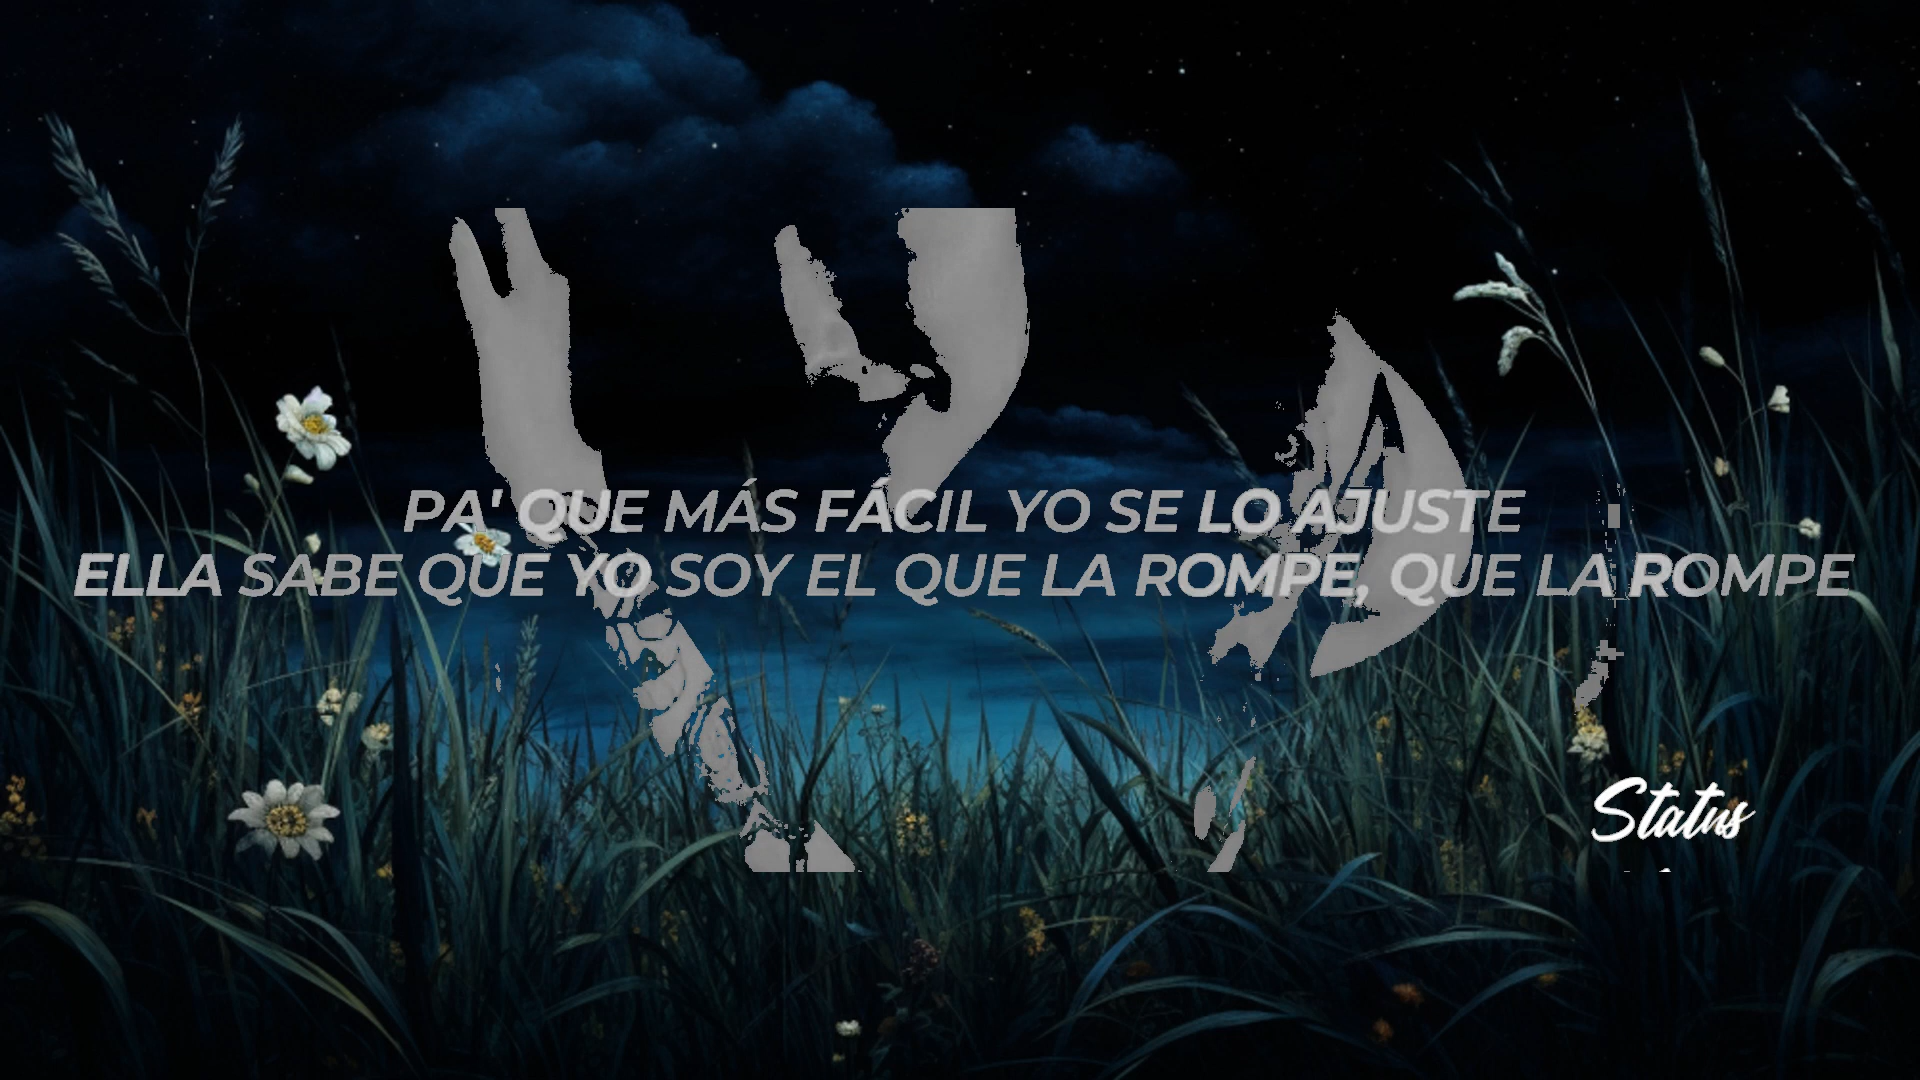 PA' QUE MÁS FÁCIL YO SE LO AJUSTE
ELLA SABE QUE YO SOY EL QUE LA ROMPE, QUE LA ROMPE
Status